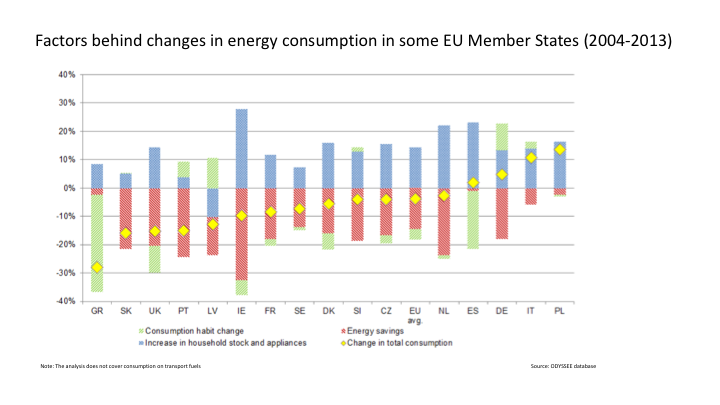 Factors behind changes in energy consumption in some EU Member States (2004-2013)
40%
30%
20%
10%
0%
-10%
-20%
-30%
-40%
GR SK UK PT LV IE FR SE DK SI CZ EU avg. NL ES DE IT PL
Consumption habit change
Energy savings
Increase in household stock and appliances
Change in total consumption
Note: The analysis does not cover consumption on transport fuels
Source: ODYSSEE database